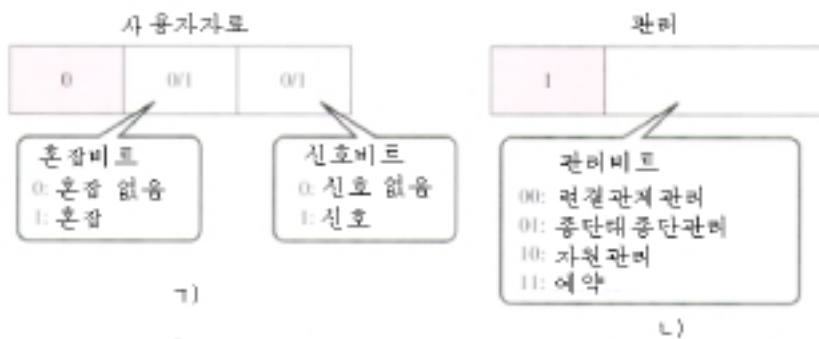 사용자자료
0 0/1 0/1
혼잡비트
0: 혼잡 없음
1: 혼잡
신호비트
0: 신호 없음
1: 신호
ㄱ)
관리
1
관리비트
00: 련결관계관리
01: 종단대종단관리
10: 자원관리
11: 예약
ㄴ)